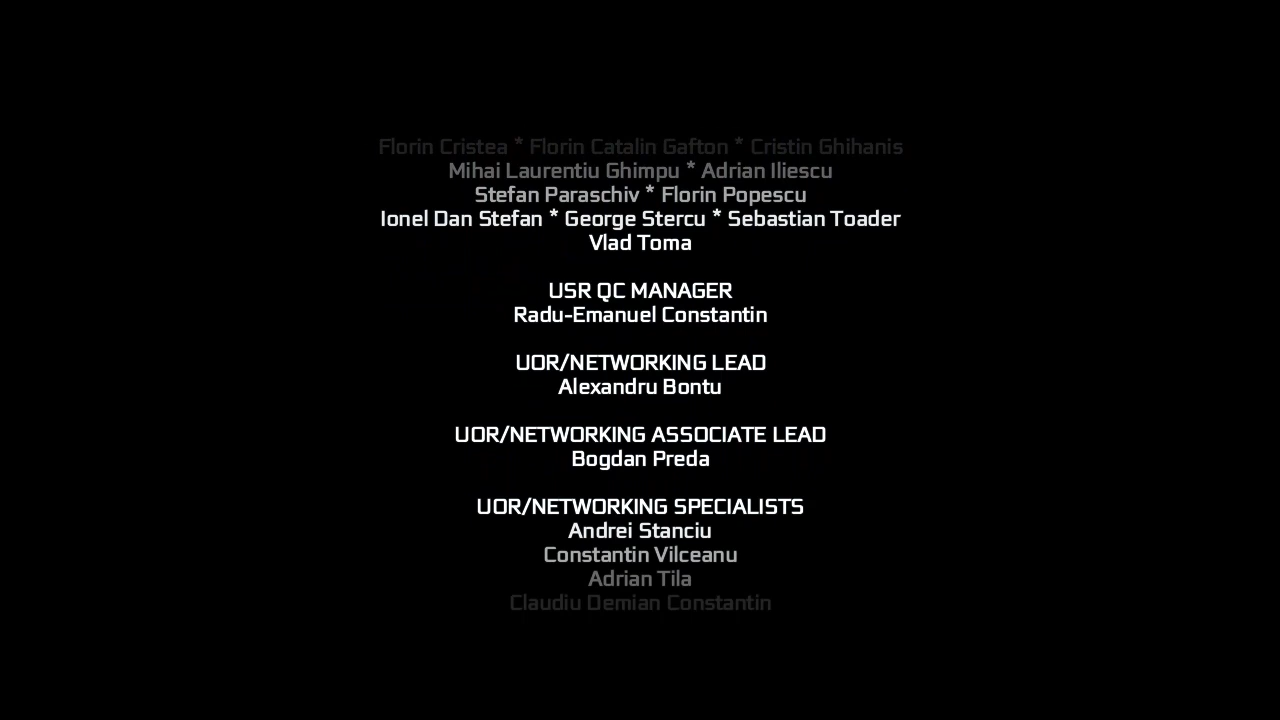 Florin Cristea * Florin Catalin Gafton * Cristin Ghihanis
Mihai Laurentiu Ghimpu * Adrian Iliescu
Stefan Paraschiv * Florin Popescu
Ionel Dan Stefan * George Stercu * Sebastian Toader
Vlad Toma
USR QC MANAGER
Radu-Emanuel Constantin
UOR/NETWORKING LEAD
Alexandru Bontu
UOR/NETWORKING ASSOCIATE LEAD
Bogdan Preda
UOR/NETWORKING SPECIALISTS
Andrei Stanciu
Constantin Vilceanu
Adrian Tila
Claudiu Demian Constantin